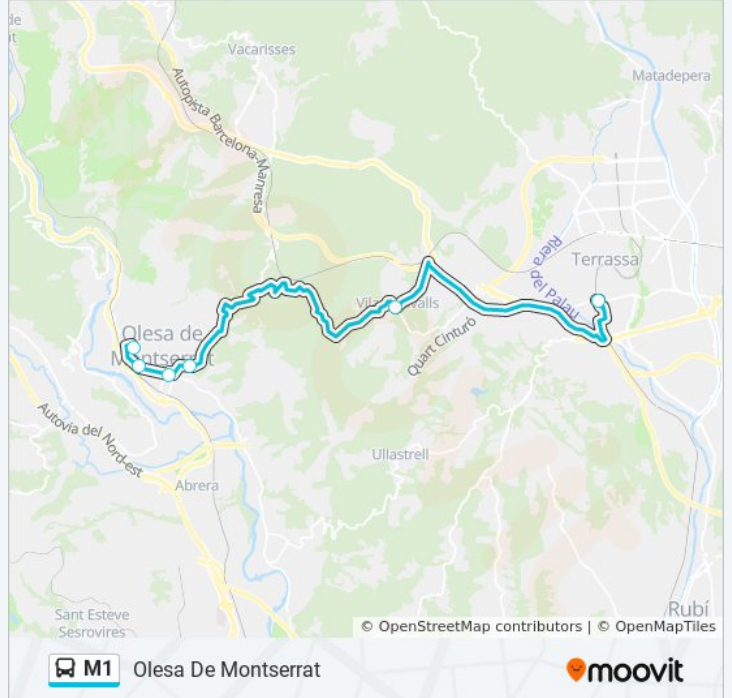 Vacarisses
Matadepera
Autopista Barcelona-Manresa
Riera del Palau
Terrassa
Olesa de
Montserrat
Quart Cinturó
Autovia del Nord-est
Ullastrell
Abrera
Sant Esteve
Sesrovires
Rubí
© OpenStreetMap contributors | © OpenMapTiles
M1 Olesa De Montserrat
moovit